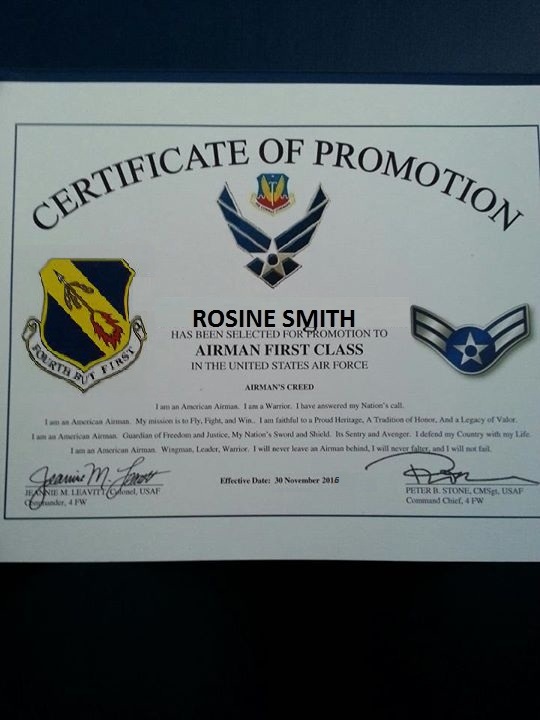 CERTIFICATE OF PROMOTION
ROSINE SMITH
HAS BEEN SELECTED FOR PROMOTION TO
AIRMAN FIRST CLASS
IN THE UNITED STATES AIR FORCE
FOURTH BUT FIRST
AIRMAN'S CREED
I am an American Airman. I am a Warrior. I have answered my Nation's call.
I am an American Airman. My mission is to Fly, Fight, and Win. I am faithful to a Proud Heritage, A Tradition of Honor, And a Legacy of Valor.
I am an American Airman. Guardian of Freedom and Justice, My Nation's Sword and Shield. Its Sentry and Avenger. I defend my Country with my Life.
I am an American Airman. Wingman, Leader, Warrior. I will never leave an Airman behind, I will never falter, and I will not fail.
Jeannie M.
JEANNIE M. LEAVITT, Colonel, USAF
Commander, 4 FW
Effective Date: 30 November 2016
PETER B. STONE, CMSgt, USAF
Command Chief, 4 FW